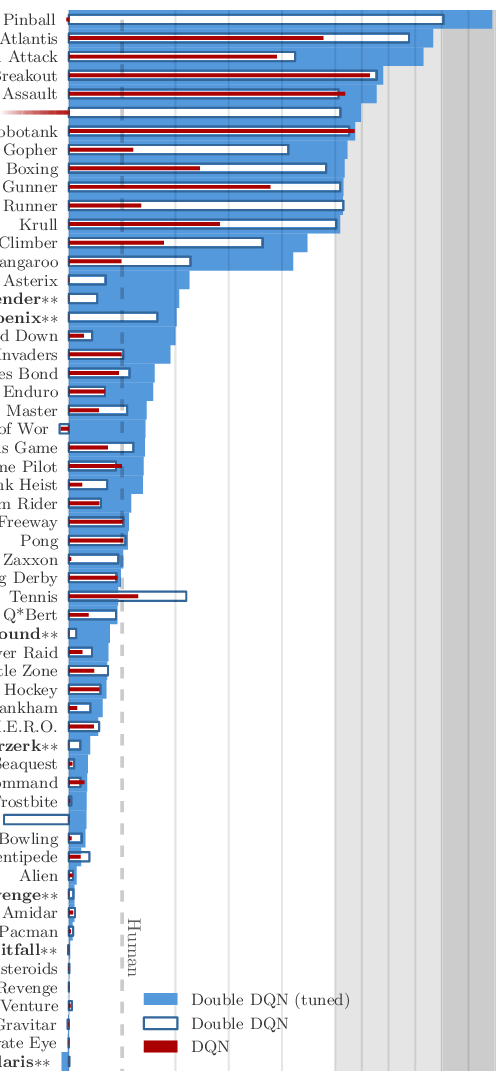 Pinball
Atlantis
Attack
Breakout
Assault
obotank
Gopher
Boxing
Gunner
Runner
Krull
Climber
angaroo
Asterix
ender**
oenix**
d Down
Invaders
es Bond
Enduro
Master
of Wor
s Game
me Pilot
nk Heist
m Rider
Freeway
Pong
Zaxxon
g Derby
Tennis
Q*Bert
ound**
ver Raid
tle Zone
Hockey
ankham
I.E.R.O.
rzerk**
Seaquest
ommand
Frostbite
Bowling
entipede
Alien
venge**
Amidar
Pacman
itfall**
steroids
Revenge
Venture
Gravitar
ate Eye
laris**
Human
Double DQN (tuned)
Double DQN
DQN